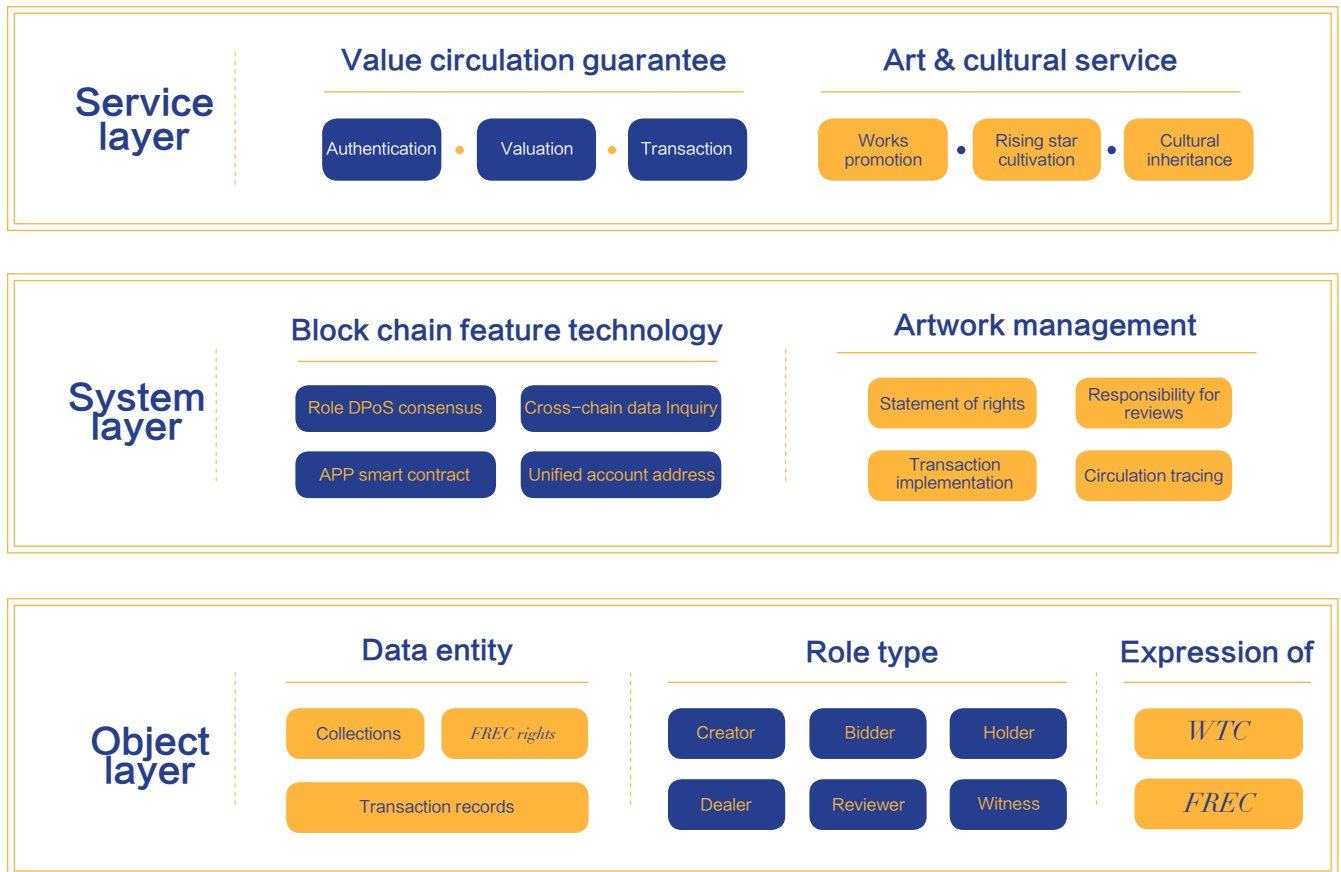 Service
layer
Value circulation guarantee
Authentication
Valuation
Transaction
Art & cultural service
Works
promotion
Rising star
cultivation
Cultural
inheritance
System
layer
Block chain feature technology
Role DPoS consensus
Cross-chain data Inquiry
APP smart contract
Unified account address
Artwork management
Statement of rights
Responsibility for
reviews
Transaction
implementation
Circulation tracing
Object
layer
Data entity
Collections
FREC rights
Transaction records
Role type
Creator
Bidder
Holder
Dealer
Reviewer
Witness
Expression of
WTC
FREC